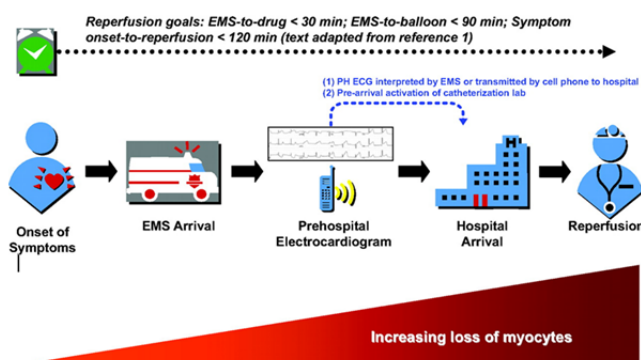 Reperfusion goals: EMS-to-drug < 30 min; EMS-to-balloon < 90 min; Symptom
onset-to-reperfusion < 120 min (text adapted from reference 1)
(1) PH ECG interpreted by EMS or transmitted by cell phone to hospital
(2) Pre-arrival activation of catheterization lab
H
Onset of
Symptoms
EMS Arrival
Prehospital
Electrocardiogram
Hospital
Arrival
Reperfusion
Increasing loss of myocytes